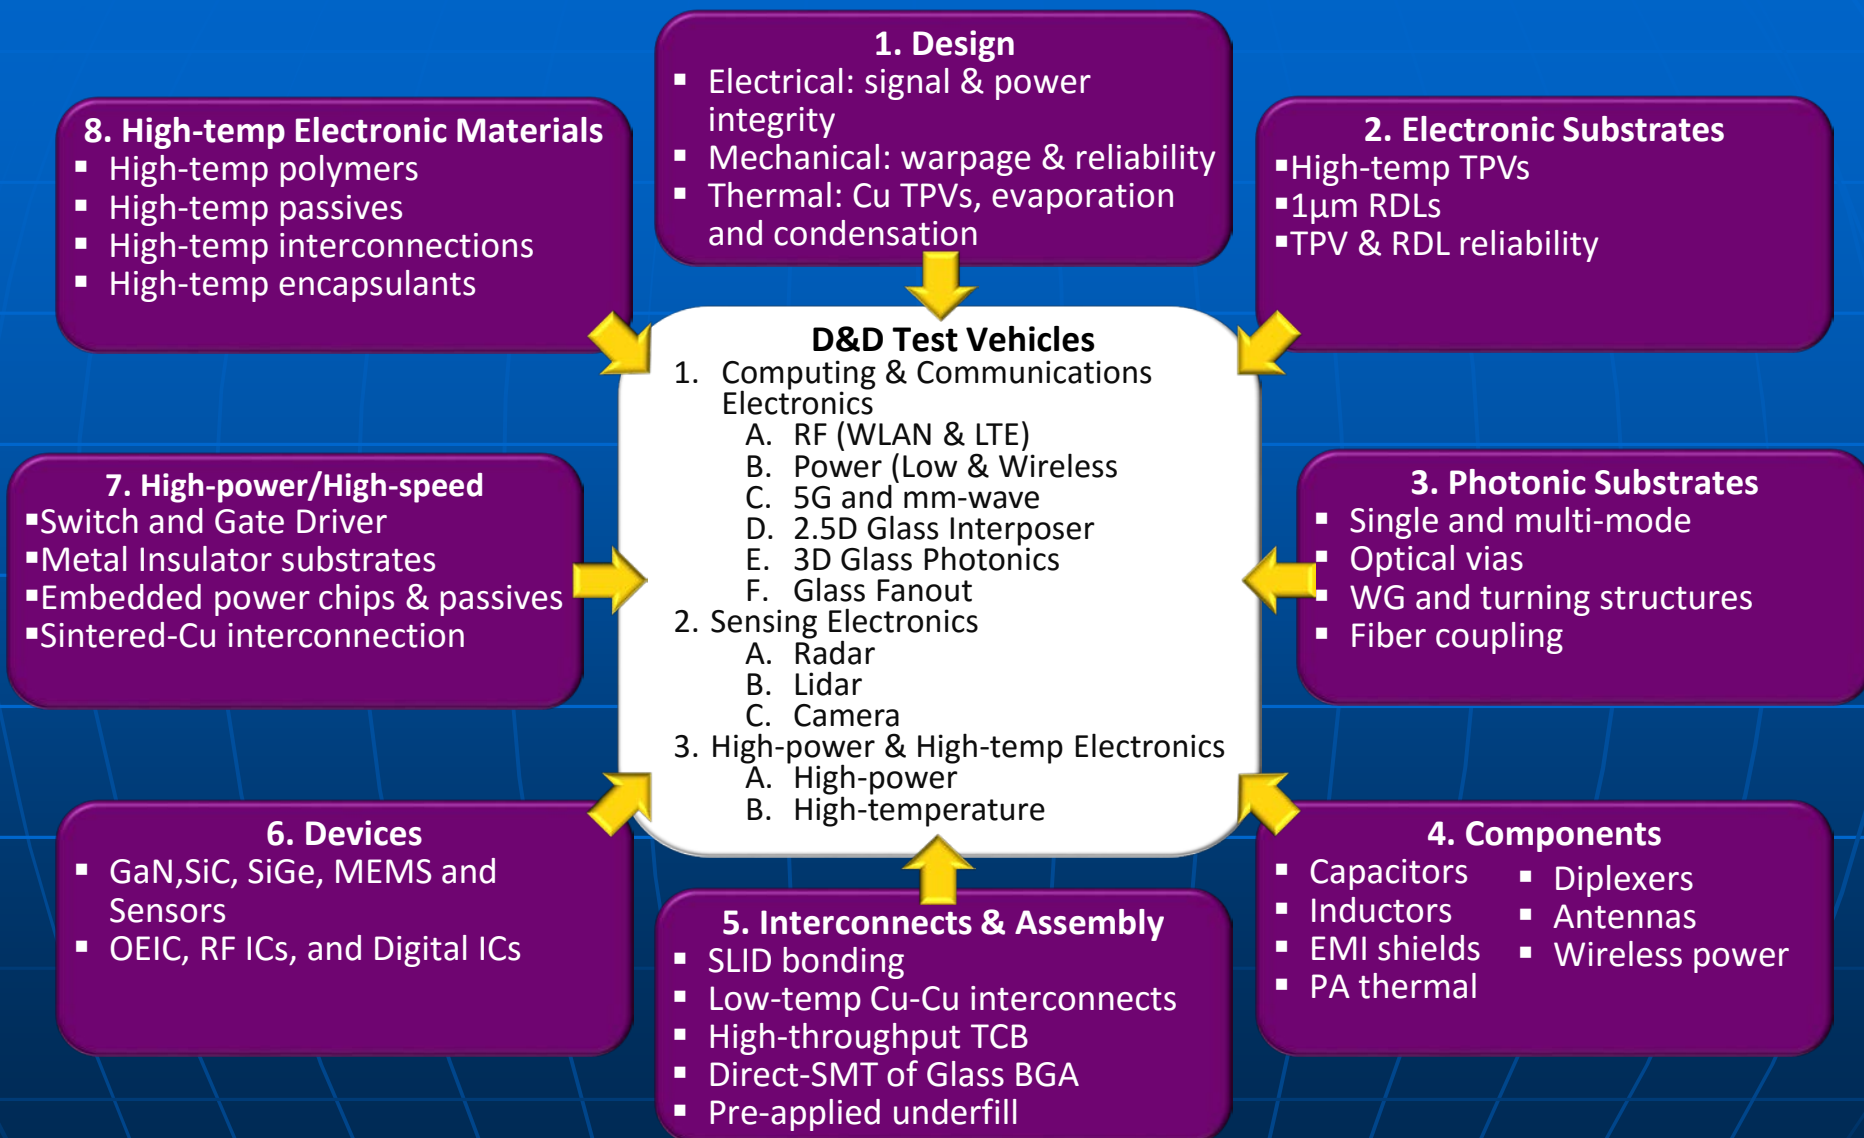 1. Design
▪ Electrical: signal & power
integrity
▪ Mechanical: warpage & reliability
▪ Thermal: Cu TPVs, evaporation
and condensation
2. Electronic Substrates
▪High-temp TPVs
▪1µm RDLs
▪TPV & RDL reliability
3. Photonic Substrates
▪ Single and multi-mode
▪ Optical vias
▪ WG and turning structures
▪ Fiber coupling
4. Components
▪ Capacitors
▪ Inductors
▪ EMI shields
▪ PA thermal
▪ Diplexers
▪ Antennas
▪ Wireless power
5. Interconnects & Assembly
▪ SLID bonding
▪ Low-temp Cu-Cu interconnects
▪ High-throughput TCB
▪ Direct-SMT of Glass BGA
▪ Pre-applied underfill
6. Devices
▪ GaN,SiC, SiGe, MEMS and
Sensors
▪ OEIC, RF ICs, and Digital ICs
7. High-power/High-speed
▪Switch and Gate Driver
▪Metal Insulator substrates
▪Embedded power chips & passives
▪Sintered-Cu interconnection
8. High-temp Electronic Materials
▪ High-temp polymers
▪ High-temp passives
▪ High-temp interconnections
▪ High-temp encapsulants
D&D Test Vehicles
1. Computing & Communications
Electronics
A. RF (WLAN & LTE)
B. Power (Low & Wireless
C. 5G and mm-wave
D. 2.5D Glass Interposer
E. 3D Glass Photonics
F. Glass Fanout
2. Sensing Electronics
A. Radar
B. Lidar
C. Camera
3. High-power & High-temp Electronics
A. High-power
B. High-temperature